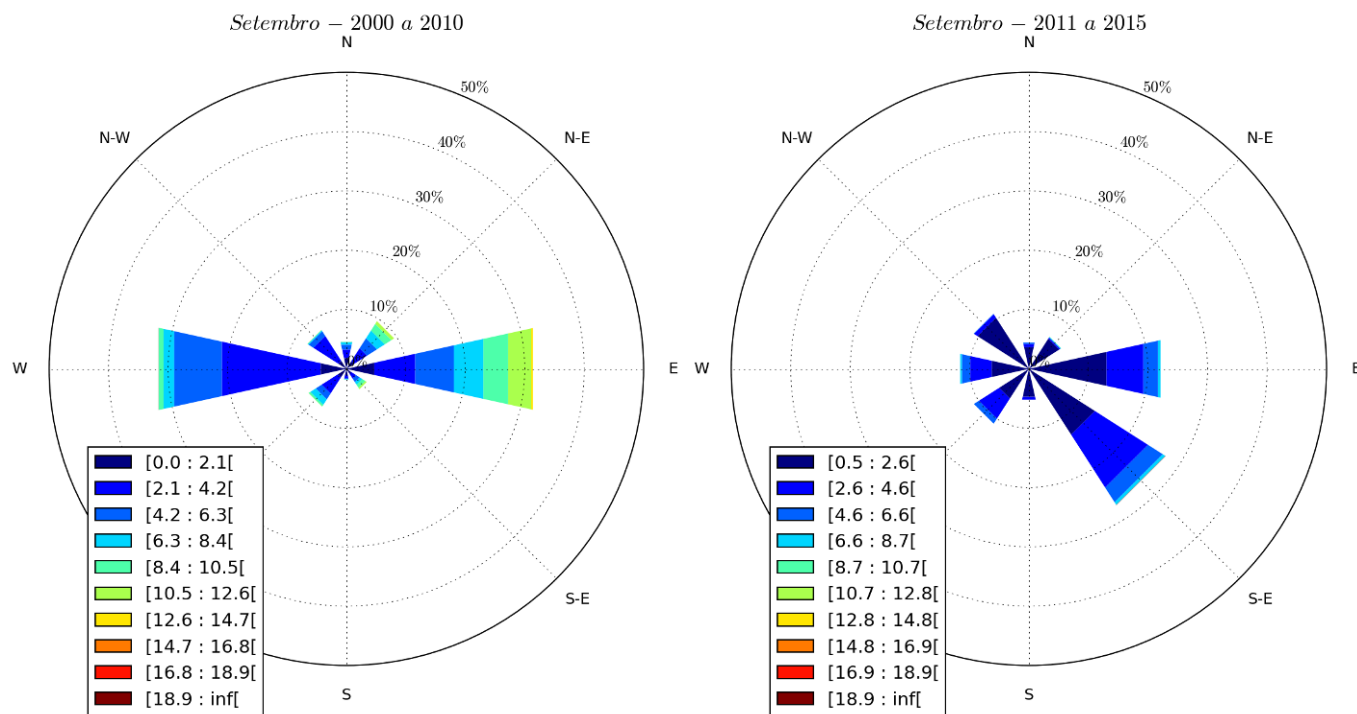 Setembro − 2000 a 2010
N
50%
N-W
N-E
40%
30%
20%
10%
W
E
S-E
S
[0.0 : 2.1[
[2.1 : 4.2[
[4.2 : 6.3[
[6.3 : 8.4[
[8.4 : 10.5[
[10.5 : 12.6[
[12.6 : 14.7[
[14.7 : 16.8[
[16.8 : 18.9[
[18.9 : inf[
Setembro − 2011 a 2015
N
50%
N-W
N-E
40%
30%
20%
10%
W
S-E
S
[0.5 : 2.6[
[2.6 : 4.6[
[4.6 : 6.6[
[6.6 : 8.7[
[8.7 : 10.7[
[10.7 : 12.8[
[12.8 : 14.8[
[14.8 : 16.9[
[16.9 : 18.9[
[18.9 : inf[